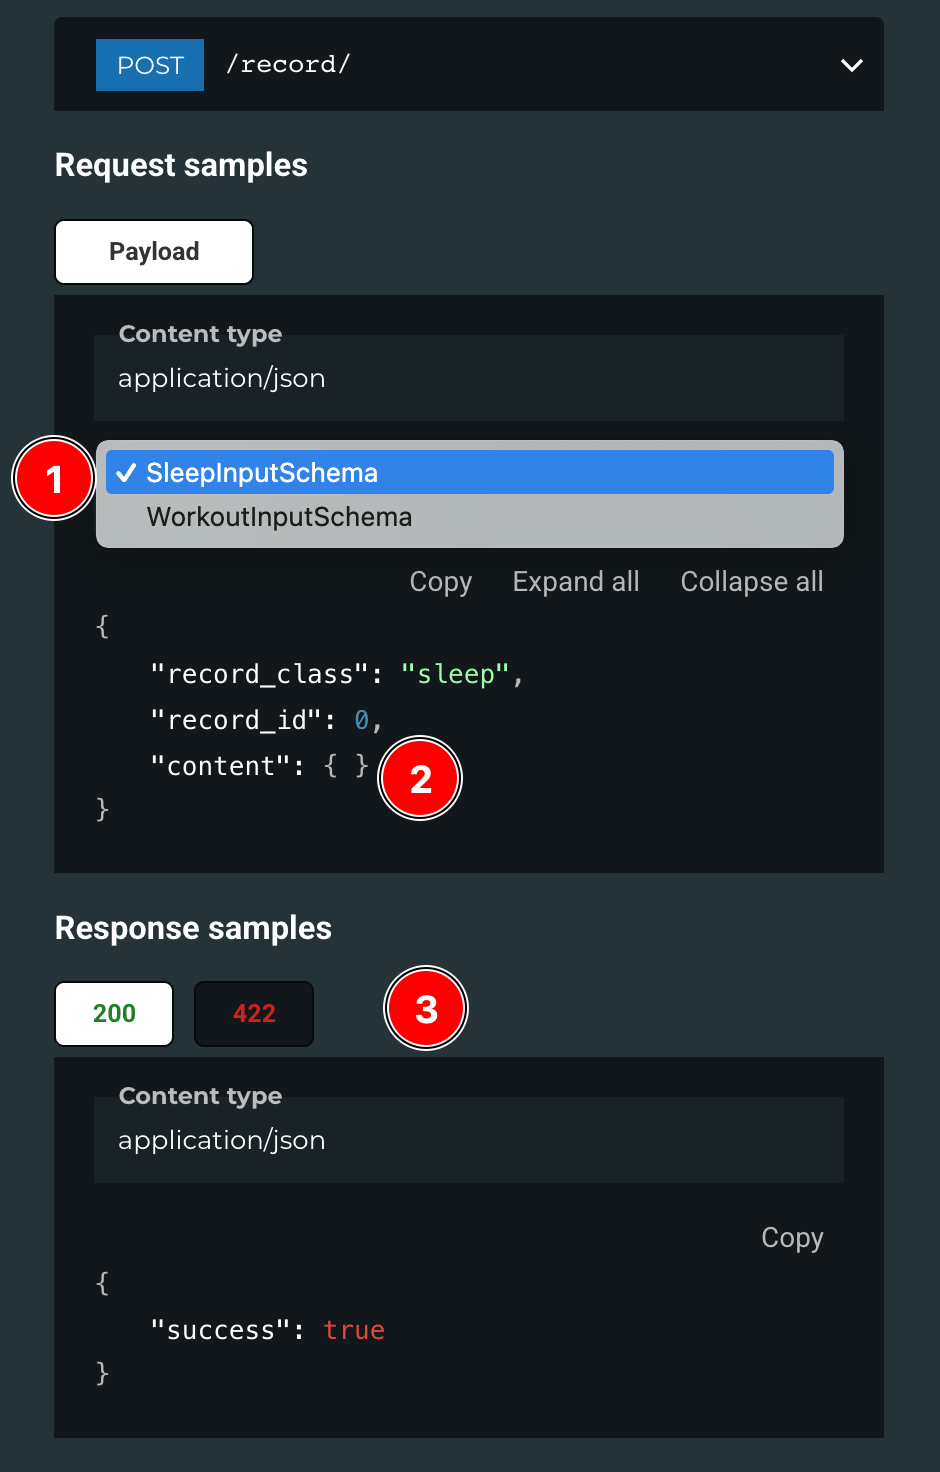 POST /record/
Request samples
Payload
Content type
application/json
1
✓ SleepInputSchema
WorkoutInputSchema
Copy Expand all Collapse all
{
"record_class": "sleep",
"record_id": 0,
"content": { }
2
}
Response samples
200 422
3
Content type
application/json
Copy
{
"success": true
}